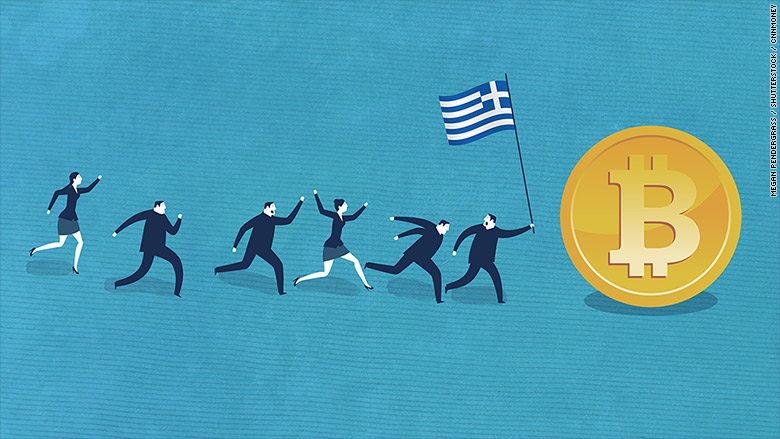 B
MEGAN PENDERGRASS / SHUTTERSTOCK / CNNMONEY